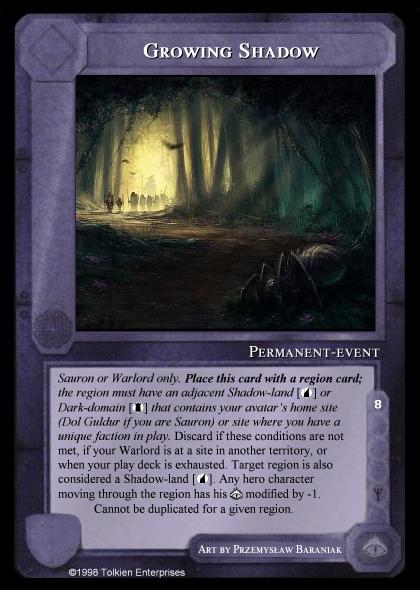 Growing Shadow
Permanent-event
Sauron or Warlord only. Place this card with a region card;
the region must have an adjacent Shadow-land [ ] or
Dark-domain [ ] that contains your avatar's home site
(Dol Guldur if you are Sauron) or site where you have a
unique faction in play. Discard if these conditions are not
met, if your Warlord is at a site in another territory, or
when your play deck is exhausted. Target region is also
considered a Shadow-land [ ]. Any hero character
moving through the region has his modified by -1.
Cannot be duplicated for a given region.
8
Art by Przemysław Baraniak
©1998 Tolkien Enterprises